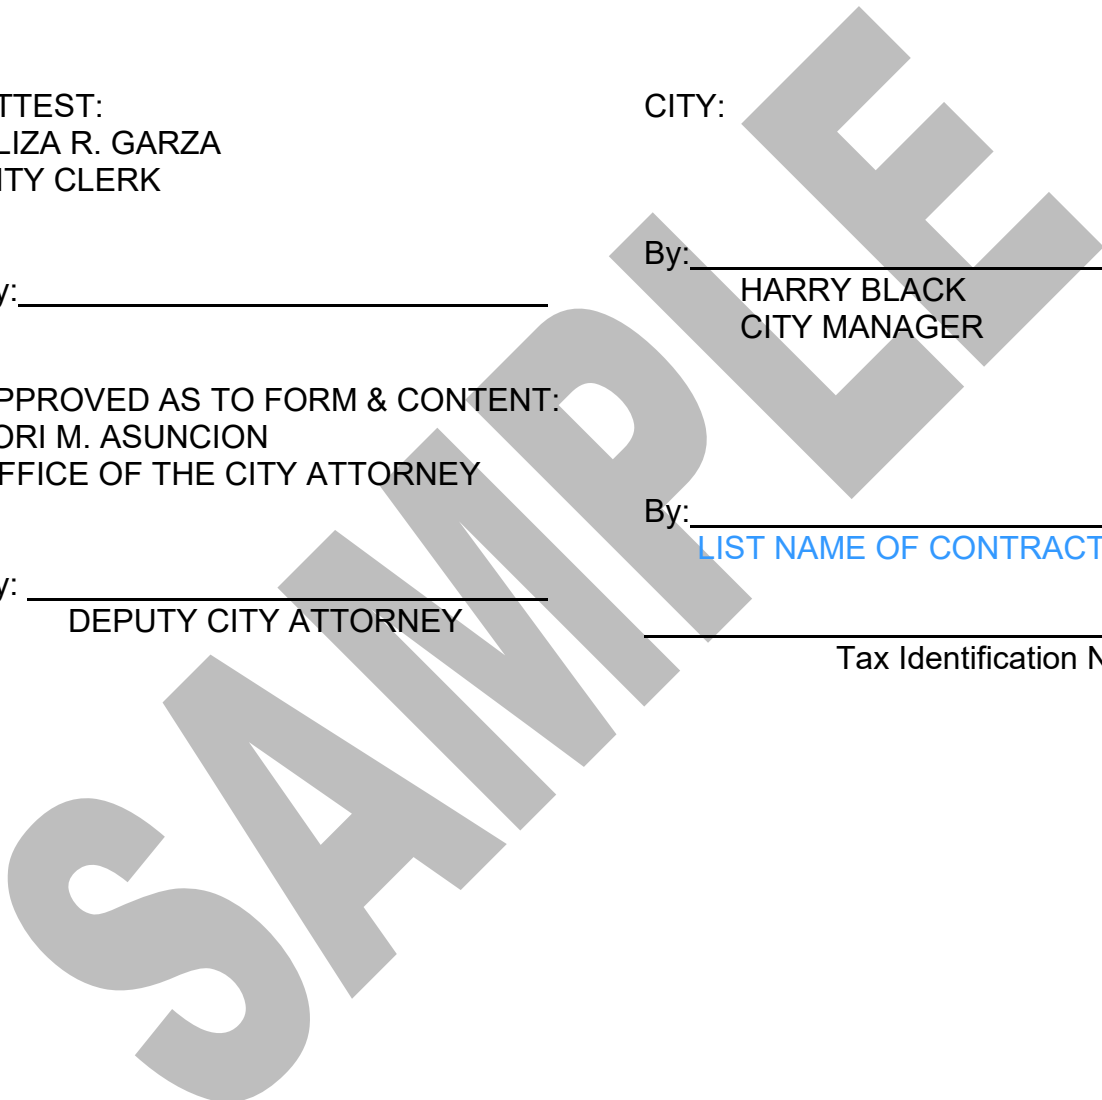 TTEST:
LIZA R. GARZA
ITY CLERK
y:
PPROVED AS TO FORM & CONTENT:
ORI M. ASUNCION
FFICE OF THE CITY ATTORNEY
y:
DEPUTY CITY ATTORNEY
CITY:
By:
HARRY BLACK
CITY MANAGER
By:
LIST NAME OF CONTRACT
Tax Identification N
SAMPLE